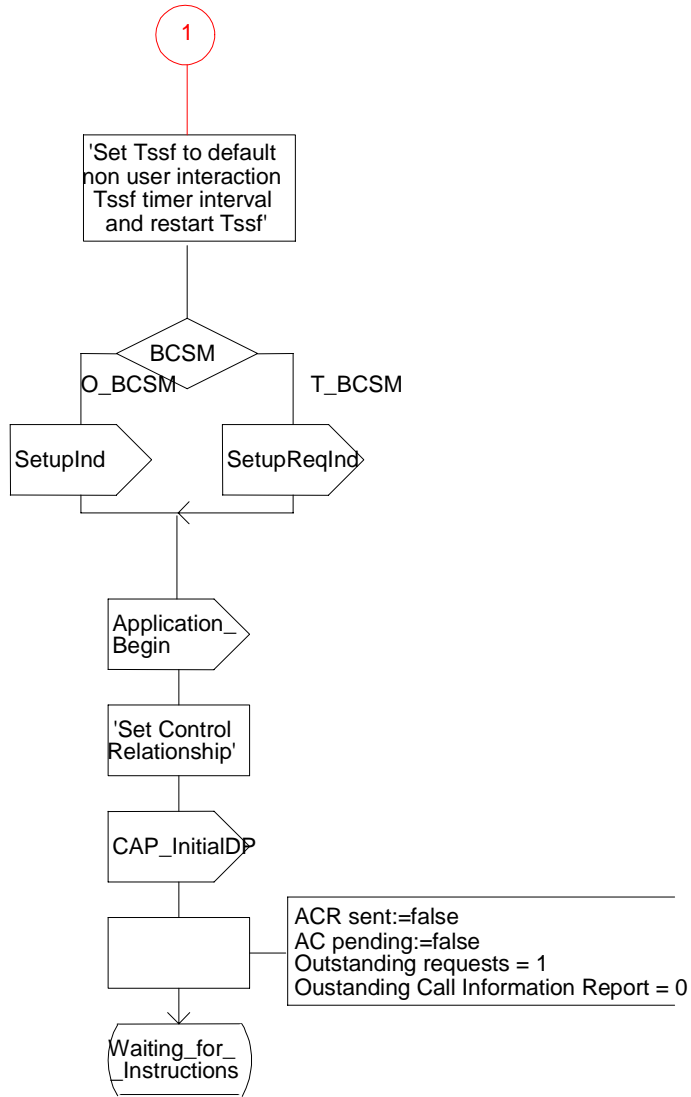 1
'Set Tssf to default
non user interaction
Tssf timer interval
and restart Tssf'
BCSM
O_BCSM
T_BCSM
SetupInd
SetupReqInd
Application_
Begin
'Set Control
Relationship'
CAP_InitialDP
ACR sent:=false
AC pending:=false
Outstanding requests = 1
Oustanding Call Information Report = 0
Waiting_for_
_Instructions